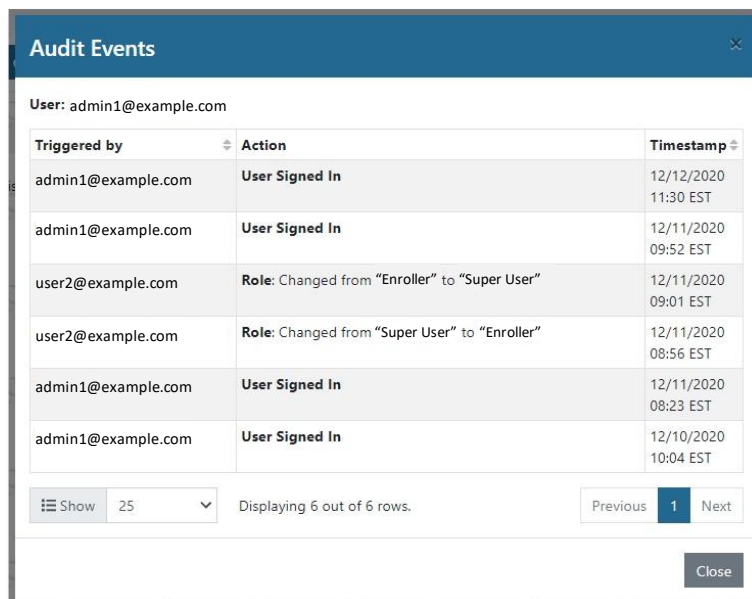 Audit Events ×
User: admin1@example.com
Triggered by Action Timestamp
admin1@example.com User Signed In 12/12/2020
11:30 EST
admin1@example.com User Signed In 12/11/2020
09:52 EST
user2@example.com Role: Changed from “Enroller” to “Super User” 12/11/2020
09:01 EST
user2@example.com Role: Changed from “Super User” to “Enroller” 12/11/2020
08:56 EST
admin1@example.com User Signed In 12/11/2020
08:23 EST
admin1@example.com User Signed In 12/10/2020
10:04 EST
Show 25 Displaying 6 out of 6 rows. Previous 1 Next
Close